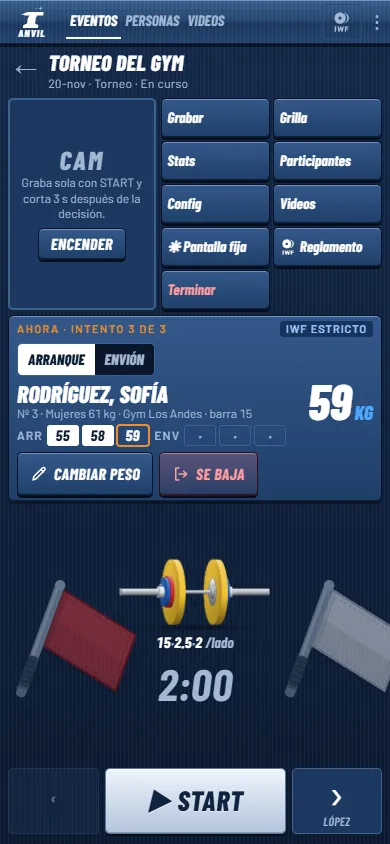 ANVIL
EVENTOS PERSONAS VIDEOS
IWF
← TORNEO DEL GYM
20-nov · Torneo · En curso
CAM
Graba sola con START y
corta 3 s después de la
decisión.
ENCENDER
Grabar
Grilla
Stats
Participantes
Config
Videos
Pantalla fija
IWF Reglamento
Terminar
AHORA · INTENTO 3 DE 3
IWF ESTRICTO
ARRANQUE ENVIÓN
RODRÍGUEZ, SOFÍA
Nº 3 · Mujeres 61 kg · Gym Los Andes · barra 15
59 KG
ARR 55 58 59 ENV · · ·
CAMBIAR PESO
SE BAJA
15·2,5·2 /lado
2:00
‹
▶ START
›
LÓPEZ